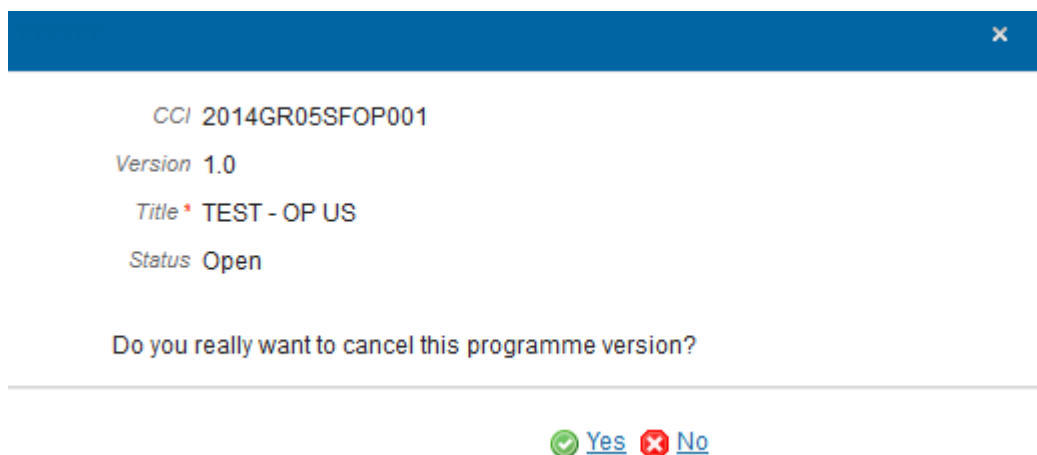 CCI 2014GR05SFOP001
Version 1.0
Title * TEST - OP US
Status Open
Do you really want to cancel this programme version?
Yes No